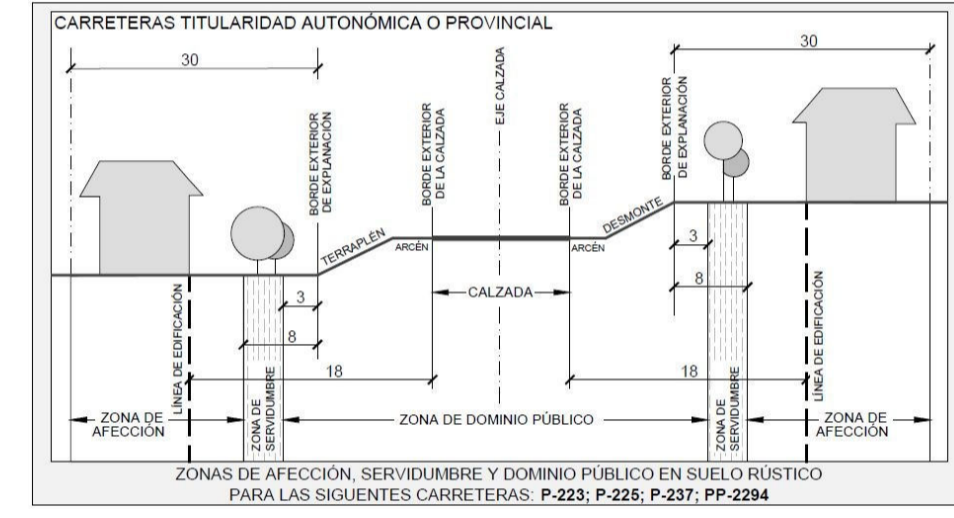 CARRETERAS TITULARIDAD AUTONÓMICA O PROVINCIAL
30
30
BORDE EXTERIOR
DE EXPLANACIÓN
BORDE EXTERIOR
DE LA CALZADA
EJE CALZADA
BORDE EXTERIOR
DE LA CALZADA
BORDE EXTERIOR
DE EXPLANACIÓN
TERRAPLÉN
ARCÉN
ARCÉN
DESMONTE
3
8
CALZADA
3
8
18
18
LÍNEA DE EDIFICACIÓN
LÍNEA DE EDIFICACIÓN
ZONA DE
AFECCIÓN
ZONA DE
SERVIDUMBRE
ZONA DE DOMINIO PÚBLICO
ZONA DE
SERVIDUMBRE
ZONA DE
AFECCIÓN
ZONAS DE AFECCIÓN, SERVIDUMBRE Y DOMINIO PÚBLICO EN SUELO RÚSTICO
PARA LAS SIGUENTES CARRETERAS: P-223; P-225; P-237; PP-2294